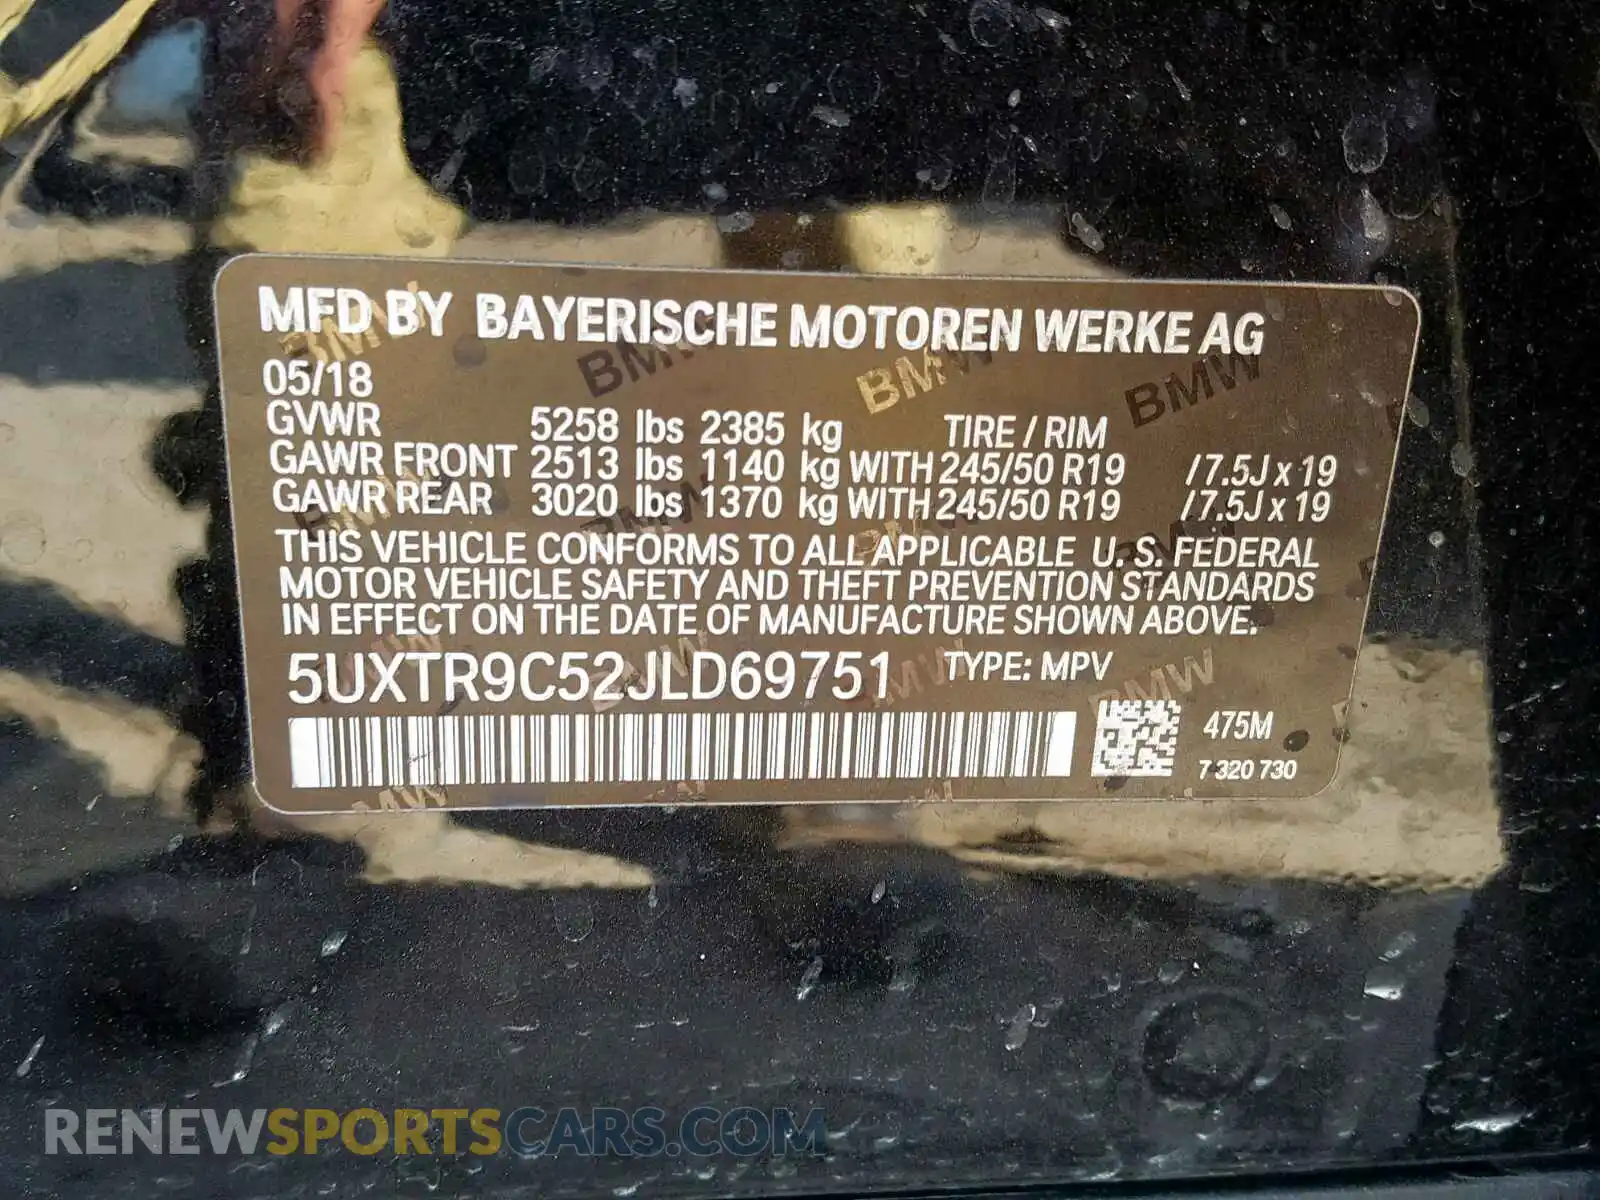 MFD BY BAYERISCHE MOTOREN WERKE AG
05/18
GVWR 5258 lbs 2385 kg TIRE / RIM
GAWR FRONT 2513 lbs 1140 kg WITH 245/50 R19 / 7.5J x 19
GAWR REAR 3020 lbs 1370 kg WITH 245/50 R19 / 7.5J x 19
THIS VEHICLE CONFORMS TO ALL APPLICABLE U. S. FEDERAL
MOTOR VEHICLE SAFETY AND THEFT PREVENTION STANDARDS
IN EFFECT ON THE DATE OF MANUFACTURE SHOWN ABOVE.
5UXTR9C52JLD69751 TYPE: MPV
475M
7 320 730
RENEWSPORTSCARS.COM